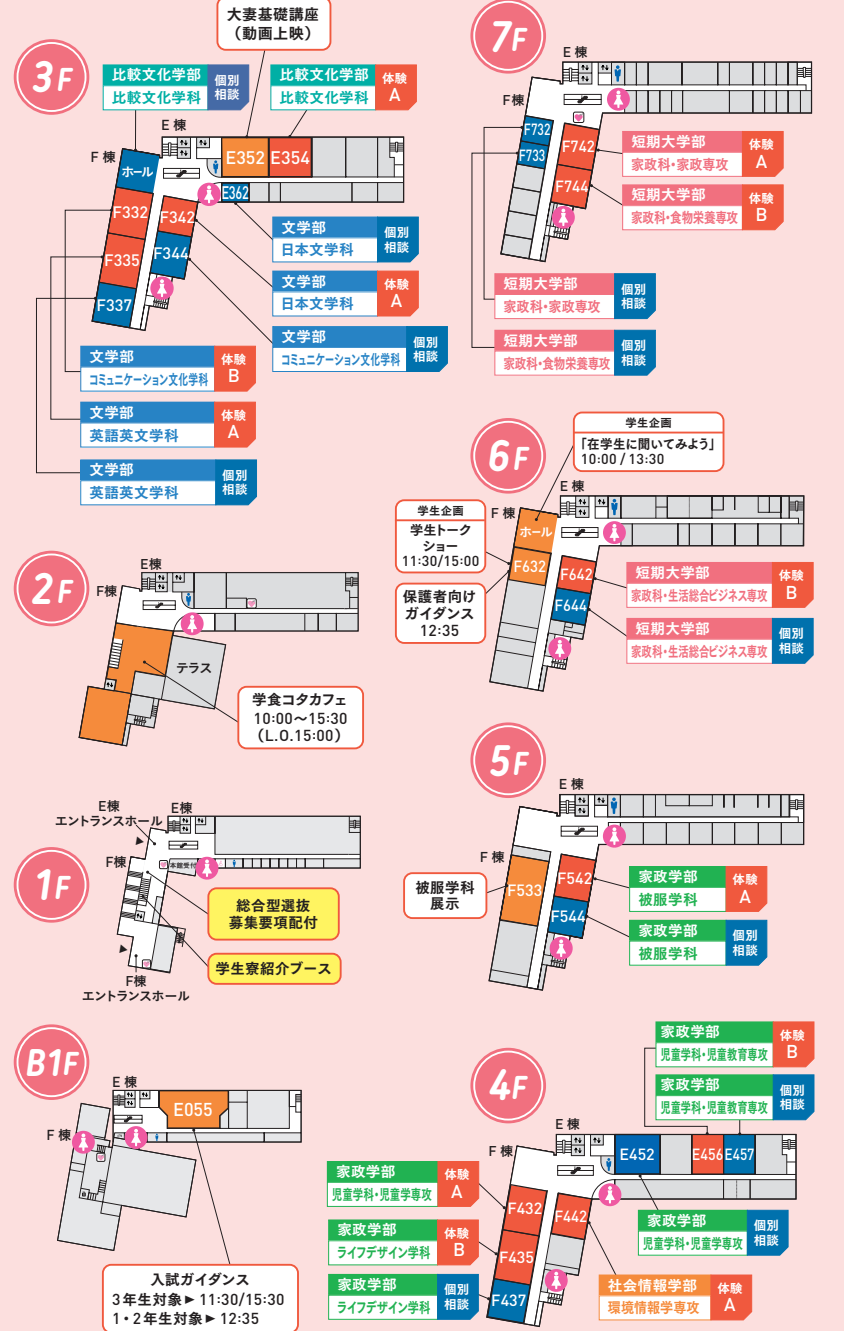 大妻基礎講座
(動画上映)
3F
比較文化学部
比較文化学科
個別
相談
比較文化学部
比較文化学科
体験
A
E棟
F棟
ホール
E352
E354
E362
F332
F342
F335
F344
F337
文学部
日本文学科
個別
相談
文学部
日本文学科
体験
A
文学部
コミュニケーション文化学科
個別
相談
文学部
コミュニケーション文化学科
体験
B
文学部
英語英文学科
体験
A
文学部
英語英文学科
個別
相談
7F
E棟
F棟
F732
F733
F742
F744
短期大学部
家政科・家政専攻
体験
A
短期大学部
家政科・食物栄養専攻
体験
B
短期大学部
家政科・家政専攻
個別
相談
短期大学部
家政科・食物栄養専攻
個別
相談
6F
学生企画
「在学生に聞いてみよう」
10:00 / 13:30
E棟
F棟
学生企画
学生トーク
ショー
11:30/15:00
保護者向け
ガイダンス
12:35
ホール
F632
F642
F644
短期大学部
家政科・生活総合ビジネス専攻
体験
B
短期大学部
家政科・生活総合ビジネス専攻
個別
相談
2F
E棟
F棟
テラス
学食コタカフェ
10:00〜15:30
(L.O.15:00)
5F
E棟
F棟
被服学科
展示
F533
F542
F544
家政学部
被服学科
体験
A
家政学部
被服学科
個別
相談
1F
E棟
エントランスホール
E棟
F棟
本館受付
総合型選抜
募集要項配付
学生寮紹介ブース
F棟
エントランスホール
B1F
E棟
F棟
E055
入試ガイダンス
3年生対象▶11:30/15:30
1・2年生対象▶12:35
4F
家政学部
児童学科・児童教育専攻
体験
B
家政学部
児童学科・児童教育専攻
個別
相談
E棟
F棟
E452
E456
E457
F432
F442
F435
F437
家政学部
児童学科・児童学専攻
体験
A
家政学部
ライフデザイン学科
体験
B
家政学部
ライフデザイン学科
個別
相談
家政学部
児童学科・児童学専攻
個別
相談
社会情報学部
環境情報学専攻
体験
A